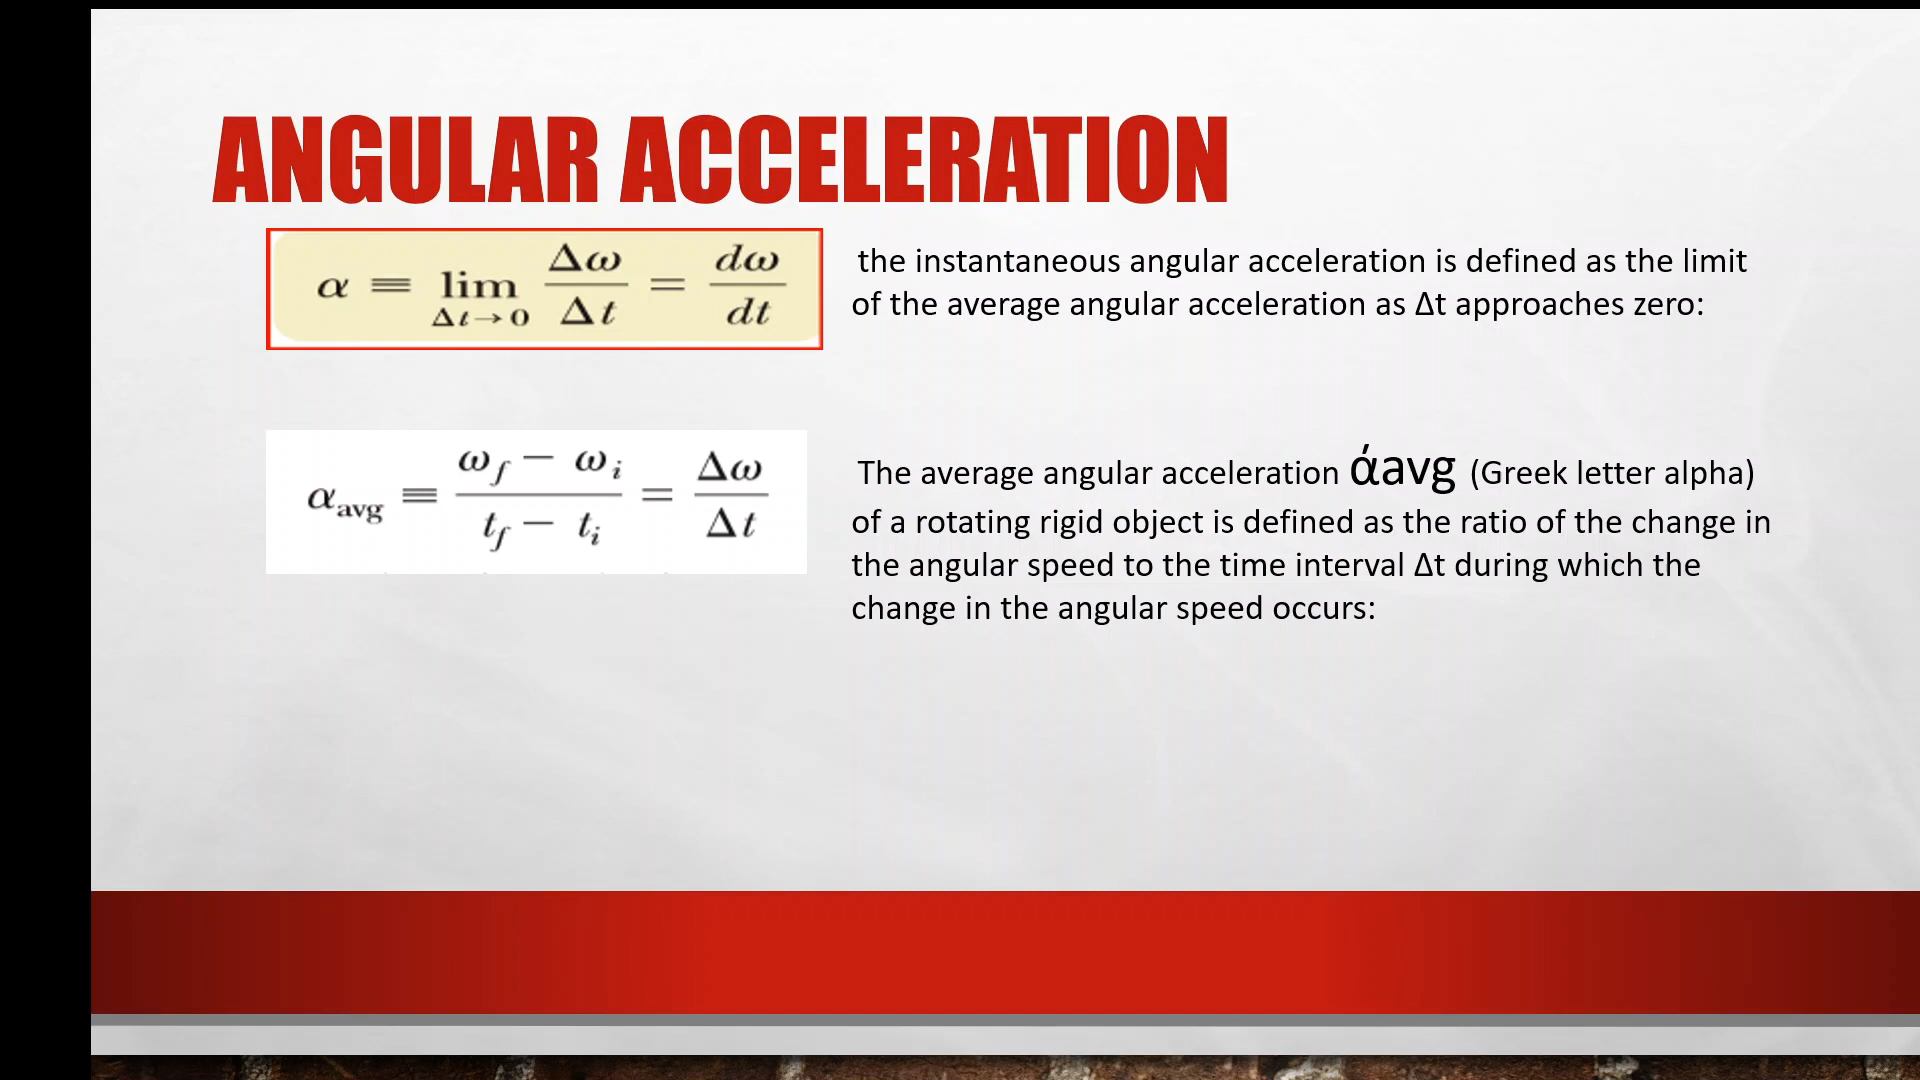 ANGULAR ACCELERATION
α ≡ lim Δt→0 Δω/Δt = dω/dt
the instantaneous angular acceleration is defined as the limit
of the average angular acceleration as Δt approaches zero:
αavg ≡ ωf − ωi / tf − ti = Δω/Δt
The average angular acceleration άavg (Greek letter alpha)
of a rotating rigid object is defined as the ratio of the change in
the angular speed to the time interval Δt during which the
change in the angular speed occurs: